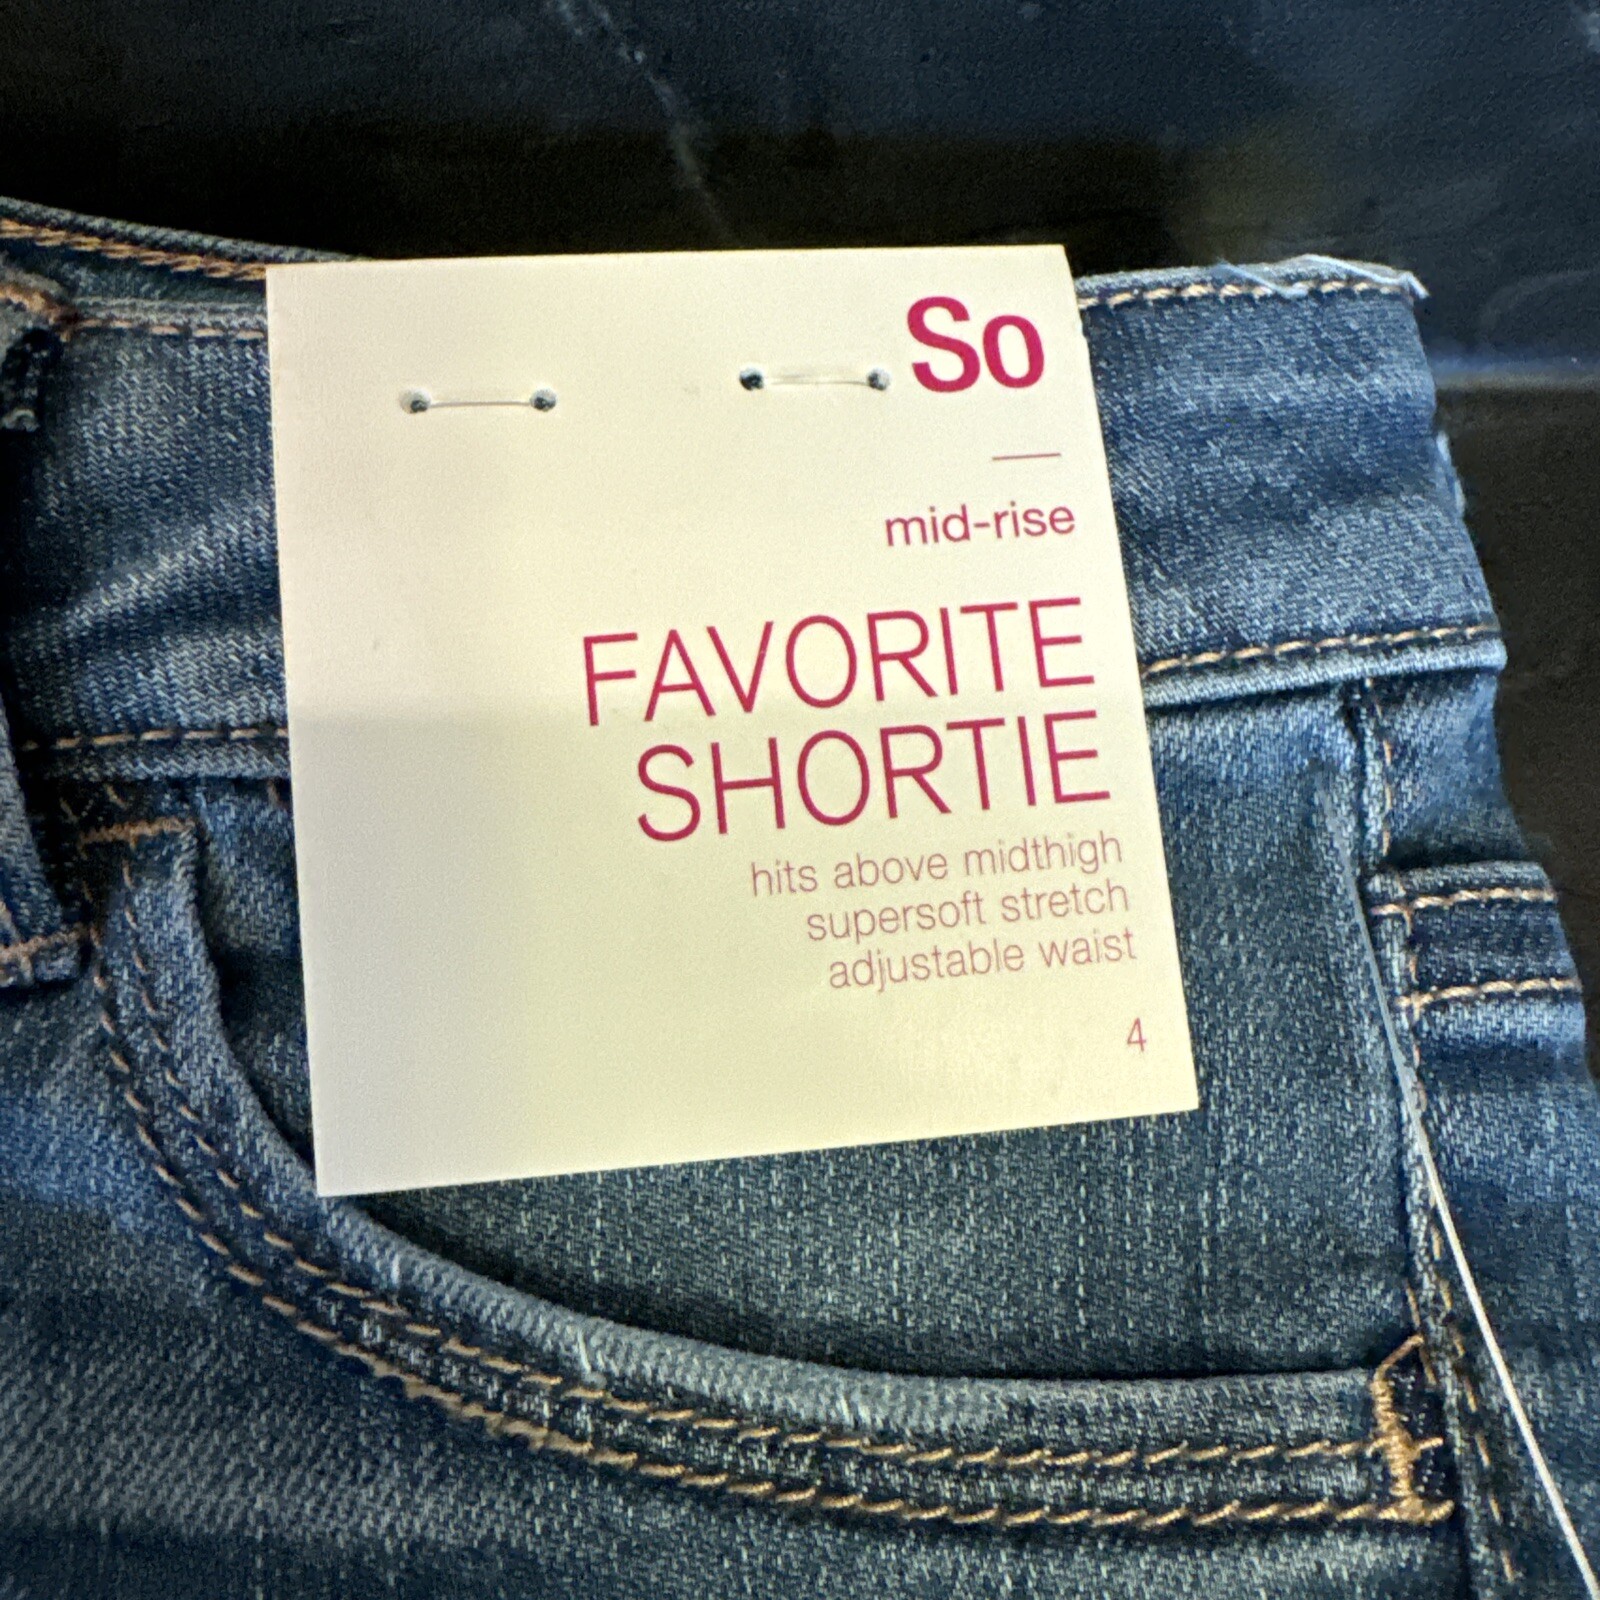 So
mid-rise
FAVORITE
SHORTIE
hits above midthigh
supersoft stretch
adjustable waist
4